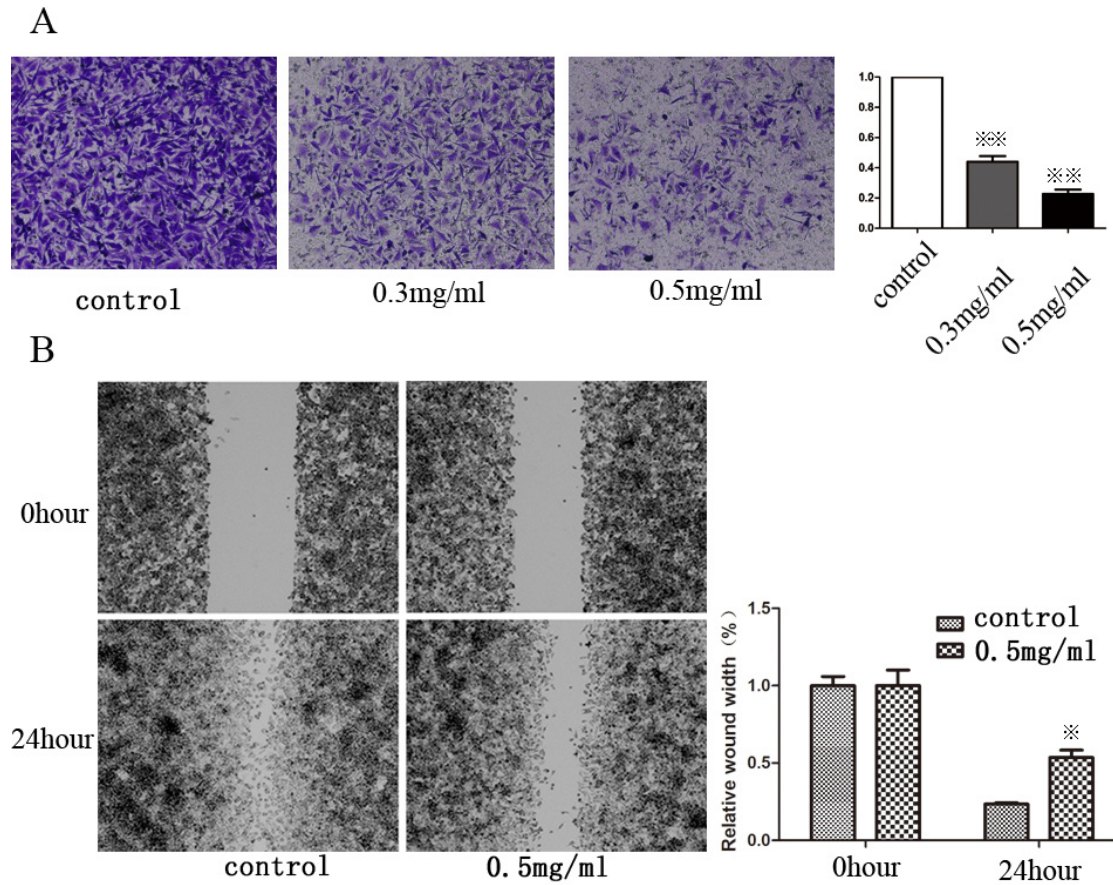 A
control
0.3mg/ml
0.5mg/ml
1.0
0.8
0.6
0.4
0.2
0.0
※※
※※
control
0.3mg/ml
0.5mg/ml
B
0hour
24hour
control
0.5mg/ml
Relative wound width (%)
1.5
1.0
0.5
0.0
control
0.5mg/ml
※
0hour
24hour